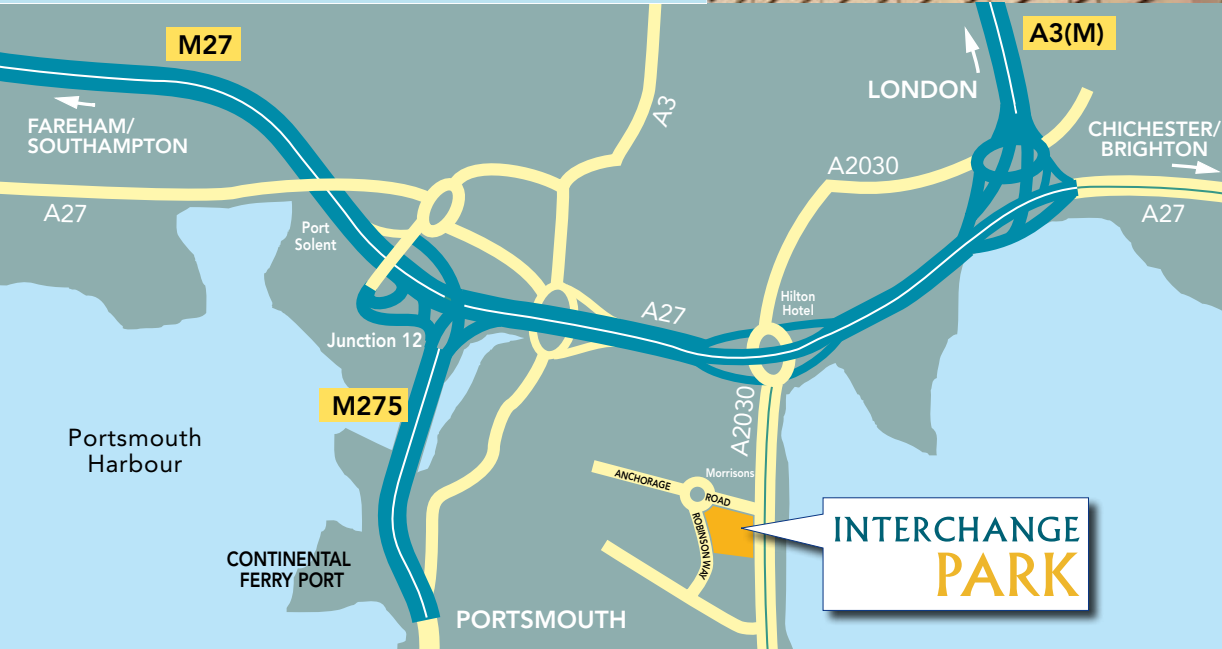 M27
A3(M)
A3
LONDON
FAREHAM/
SOUTHAMPTON
CHICHESTER/
BRIGHTON
A2030
A27
A27
Port
Solent
Hilton
Hotel
A27
Junction 12
M275
A2030
Portsmouth
Harbour
Morrisons
ANCHORAGE
ROAD
ROBINSON WAY
INTERCHANGE
PARK
CONTINENTAL
FERRY PORT
PORTSMOUTH